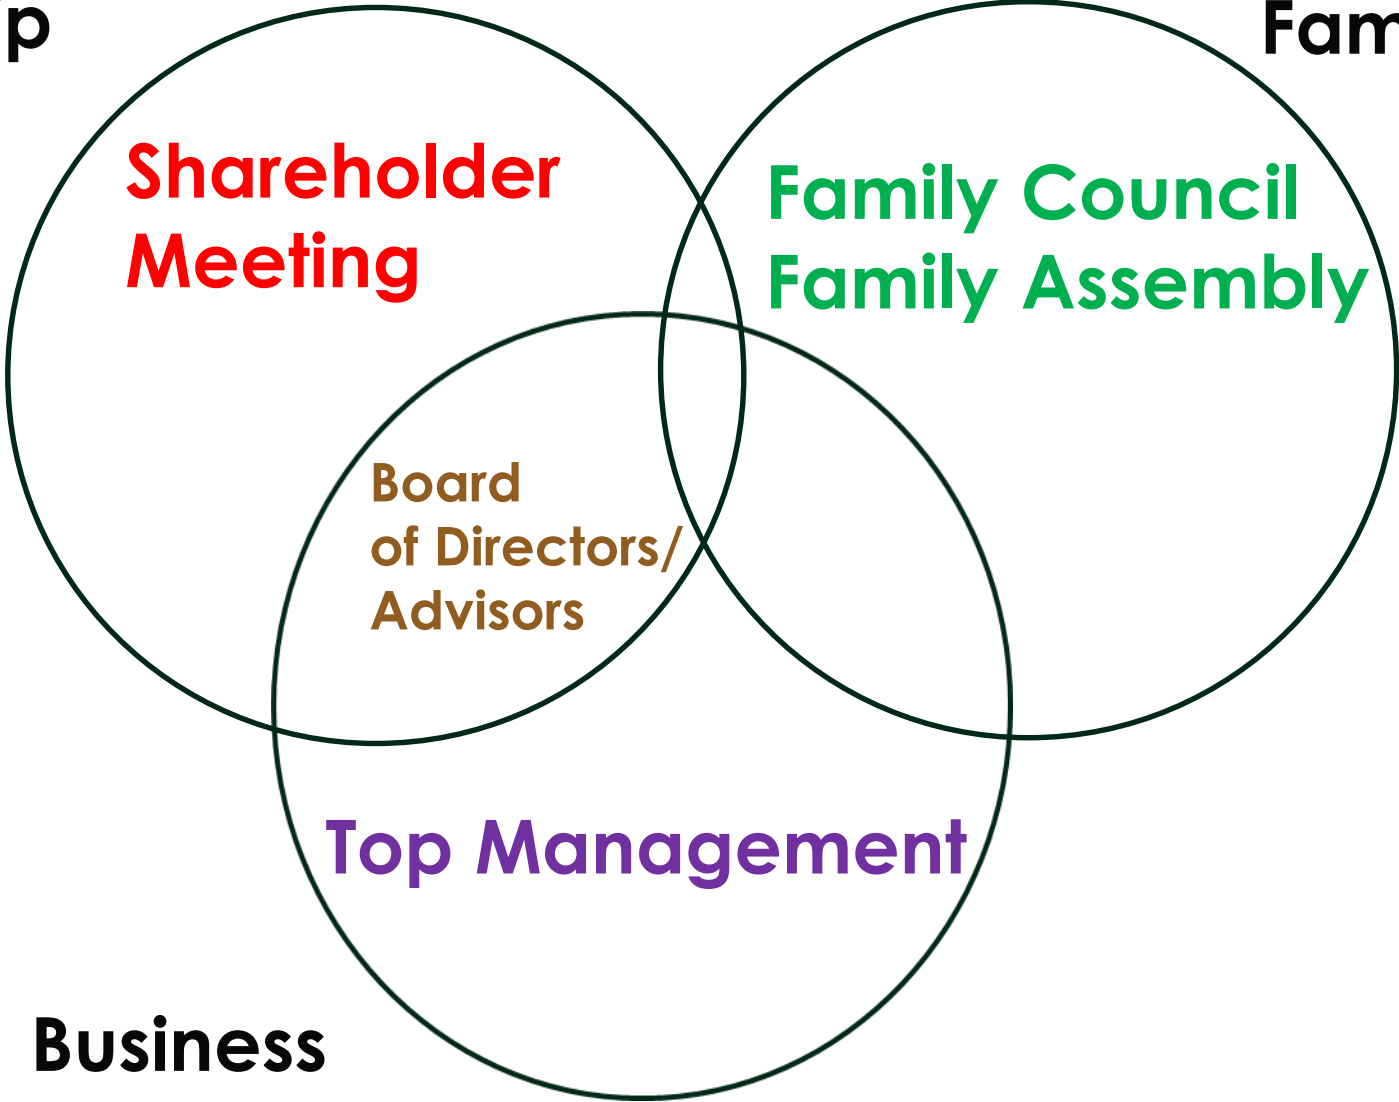 p
Fam
Shareholder
Meeting
Family Council
Family Assembly
Board
of Directors/
Advisors
Top Management
Business